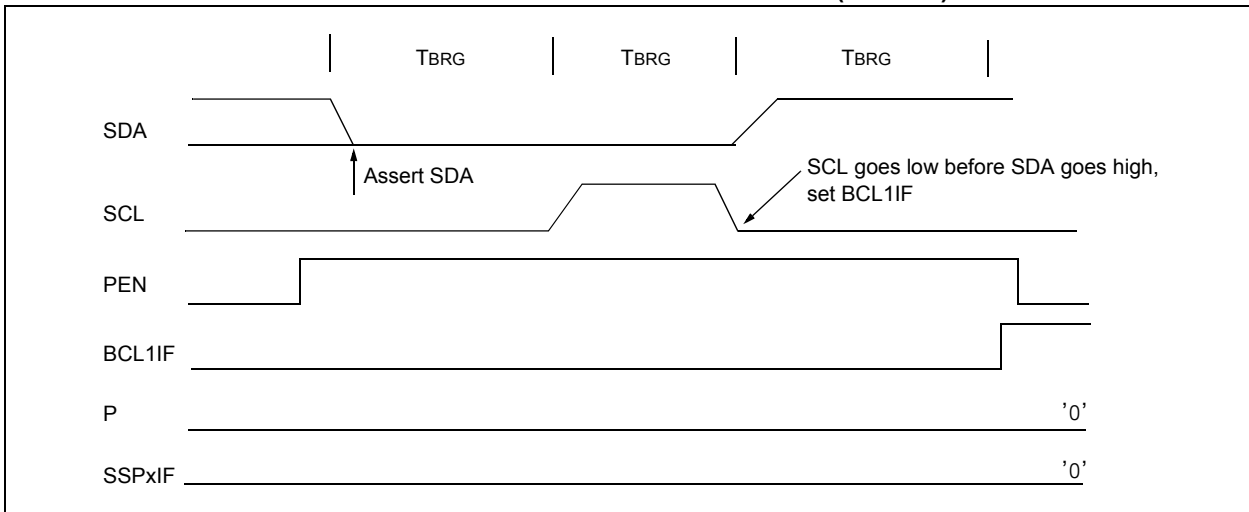 TBRG TBRG TBRG
SDA
Assert SDA
SCL goes low before SDA goes high,
set BCL1IF
SCL
PEN
BCL1IF
P '0'
SSPxIF '0'